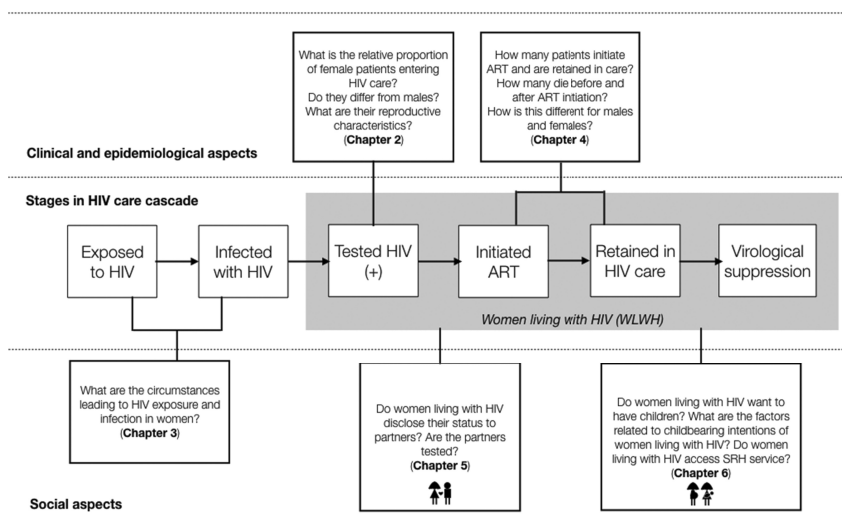 What is the relative proportion
of female patients entering
HIV care?
Do they differ from males?
What are their reproductive
characteristics?
(Chapter 2)
How many patients initiate
ART and are retained in care?
How many die before and
after ART intiation?
How is this different for males
and females?
(Chapter 4)
Clinical and epidemiological aspects
Stages in HIV care cascade
Exposed
to HIV
Infected
with HIV
Tested HIV
(+)
Initiated
ART
Retained in
HIV care
Virological
suppression
Women living with HIV (WLWH)
What are the circumstances
leading to HIV exposure and
infection in women?
(Chapter 3)
Do women living with HIV
disclose their status to
partners? Are the partners
tested?
(Chapter 5)
Do women living with HIV want to
have children? What are the factors
related to childbearing intentions of
women living with HIV? Do women
living with HIV access SRH service?
(Chapter 6)
Social aspects